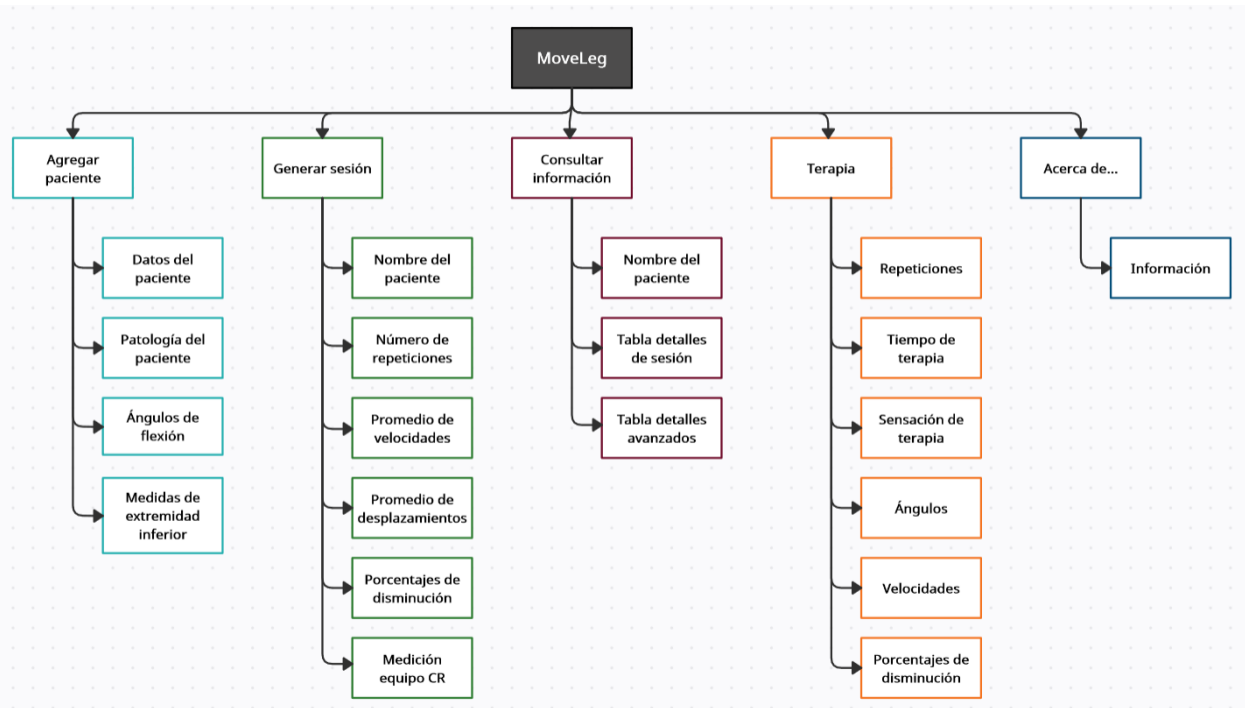 MoveLeg
Agregar
paciente
Generar sesión
Consultar
información
Terapia
Acerca de...
Datos del
paciente
Patología del
paciente
Ángulos de
flexión
Medidas de
extremidad
inferior
Nombre del
paciente
Número de
repeticiones
Promedio de
velocidades
Promedio de
desplazamientos
Porcentajes de
disminución
Medición
equipo CR
Nombre del
paciente
Tabla detalles
de sesión
Tabla detalles
avanzados
Repeticiones
Tiempo de
terapia
Sensación de
terapia
Ángulos
Velocidades
Porcentajes de
disminución
Información